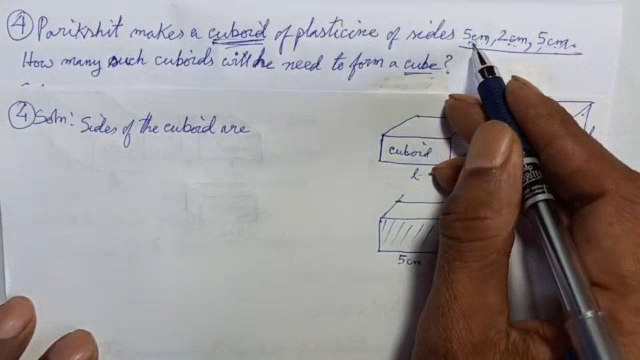 ④ Parikshit makes a cuboid of plasticine of sides 5cm, 2cm, 5cm.
How many such cuboids will he need to form a cube?
④ Soln: Sides of the cuboid are
cuboid
l
5cm